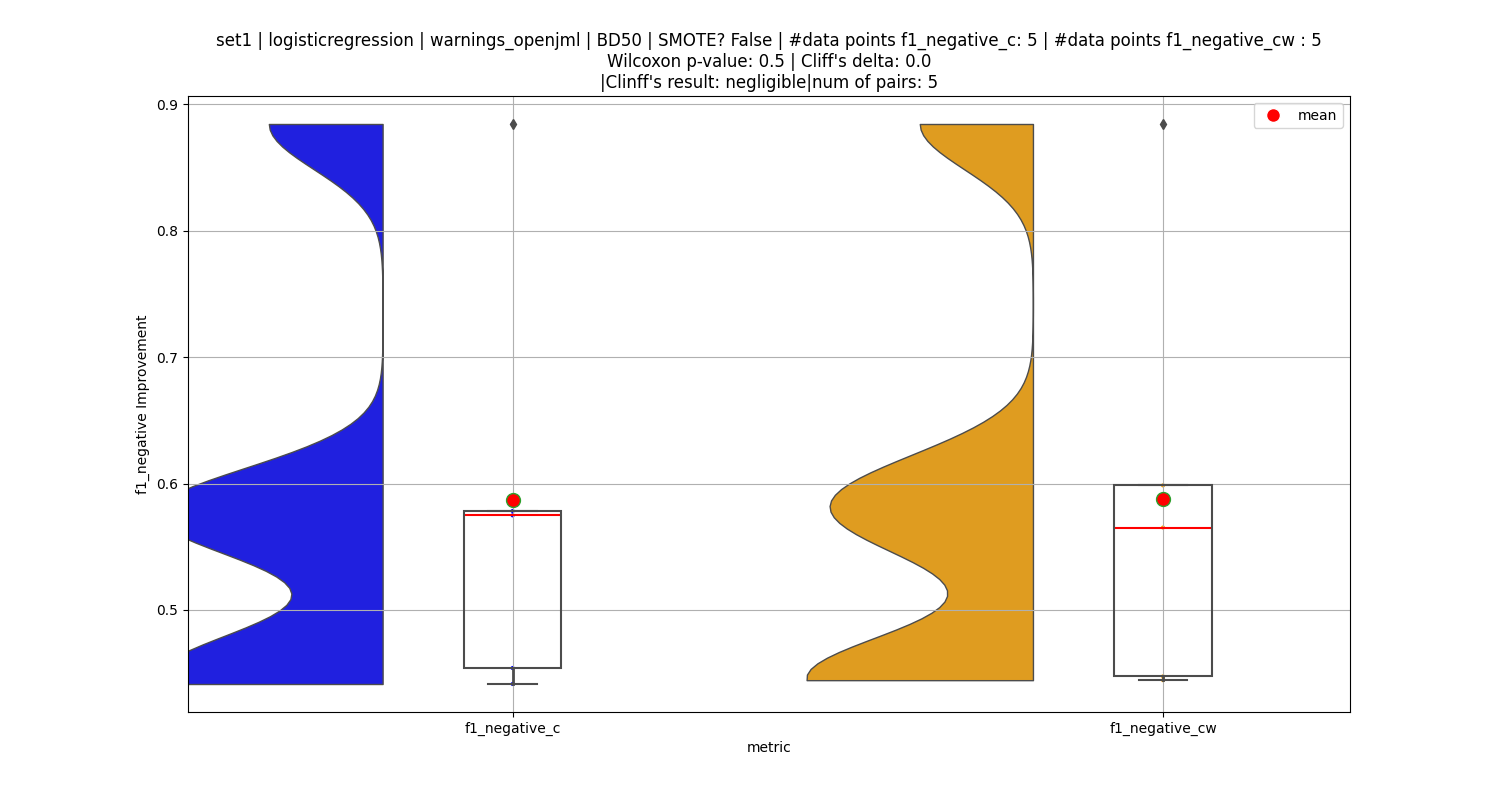 set1 | logisticregression | warnings_openjml | BD50 | SMOTE? False | #data points f1_negative_c: 5 | #data points f1_negative_cw : 5
Wilcoxon p-value: 0.5 | Cliff's delta: 0.0
|Clinff's result: negligible|num of pairs: 5
mean
0.9
0.8
0.7
0.6
0.5
f1_negative Improvement
f1_negative_c
f1_negative_cw
metric